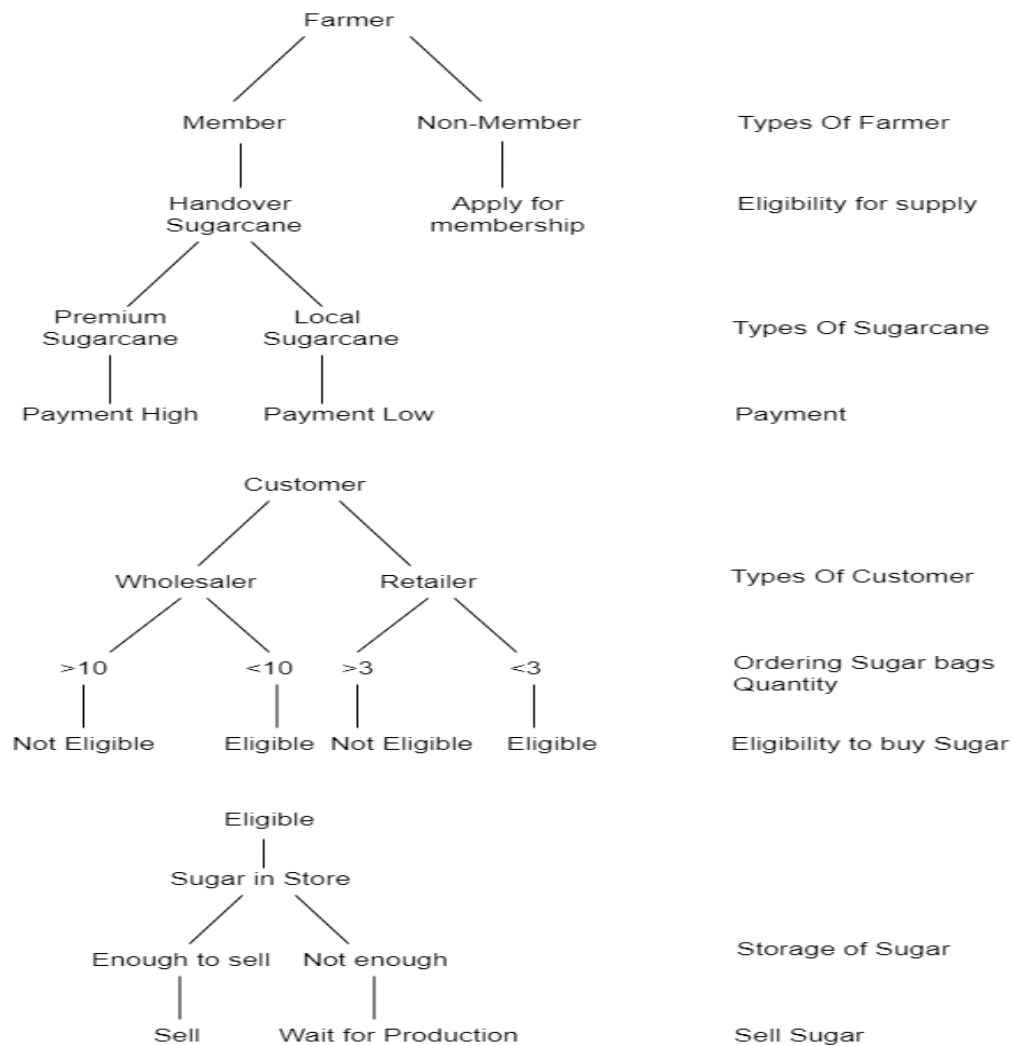 Farmer
Member Non-Member Types Of Farmer
Handover Apply for Eligibility for supply
Sugarcane membership
Premium Local Types Of Sugarcane
Sugarcane Sugarcane
Payment High Payment Low Payment
Customer
Wholesaler Retailer Types Of Customer
>10 <10 >3 <3 Ordering Sugar bags
Quantity
Not Eligible Eligible Not Eligible Eligible Eligibility to buy Sugar
Eligible
Sugar in Store
Enough to sell Not enough Storage of Sugar
Sell Wait for Production Sell Sugar